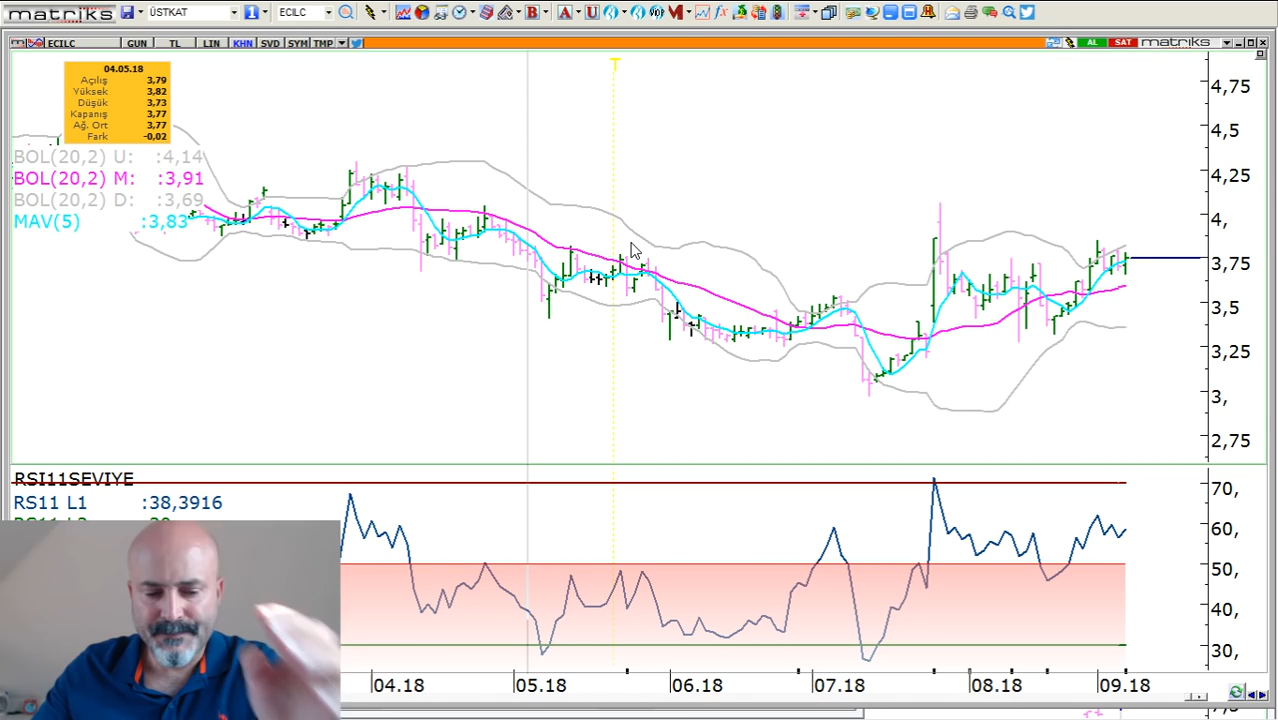 matriks ÜSTKAT 1 ECILC B A U VOP M fx
ECILC GUN TL LIN KHN SVD SYM TMP AL SAT matriks
04.05.18
Açılış 3,79
Yüksek 3,82
Düşük 3,73
Kapanış 3,77
Ağ. Ort 3,77
Fark -0,02
BOL(20,2) U: :4,14
BOL(20,2) M: :3,91
BOL(20,2) D: :3,69
MAV(5) :3,83
T
4,75
4,5
4,25
4,
3,75
3,5
3,25
3,
2,75
RSI11SEVIYE
RS11 L1 :38,3916
70,
60,
50,
40,
30,
04.18 05.18 06.18 07.18 08.18 09.18